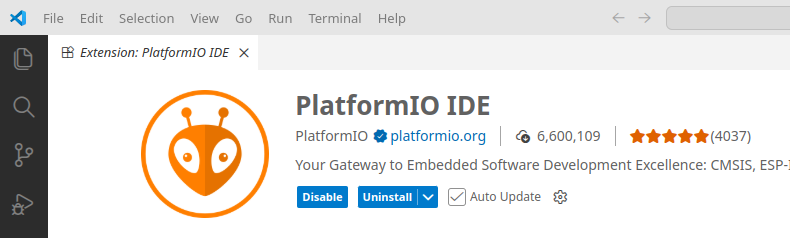 File Edit Selection View Go Run Terminal Help
Extension: PlatformIO IDE
PlatformIO IDE
PlatformIO platformio.org 6,600,109 (4037)
Your Gateway to Embedded Software Development Excellence: CMSIS, ESP-
Disable Uninstall Auto Update